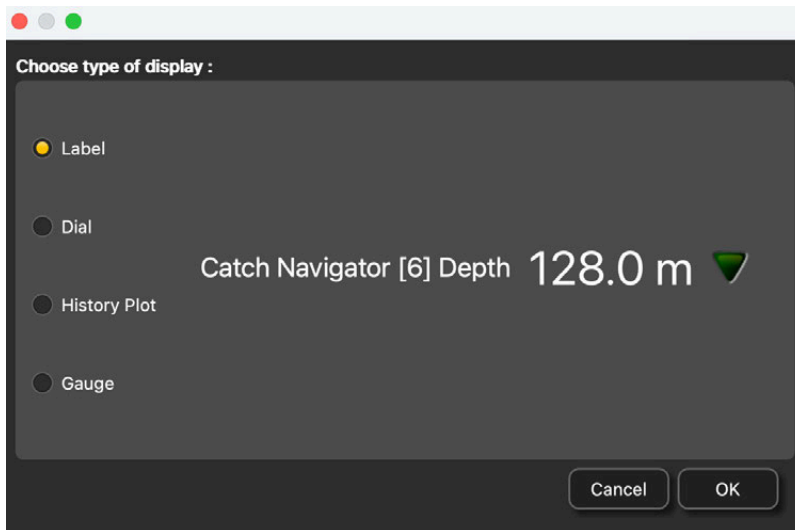 Choose type of display :
Label
Dial
Catch Navigator [6] Depth 128.0 m
History Plot
Gauge
Cancel OK